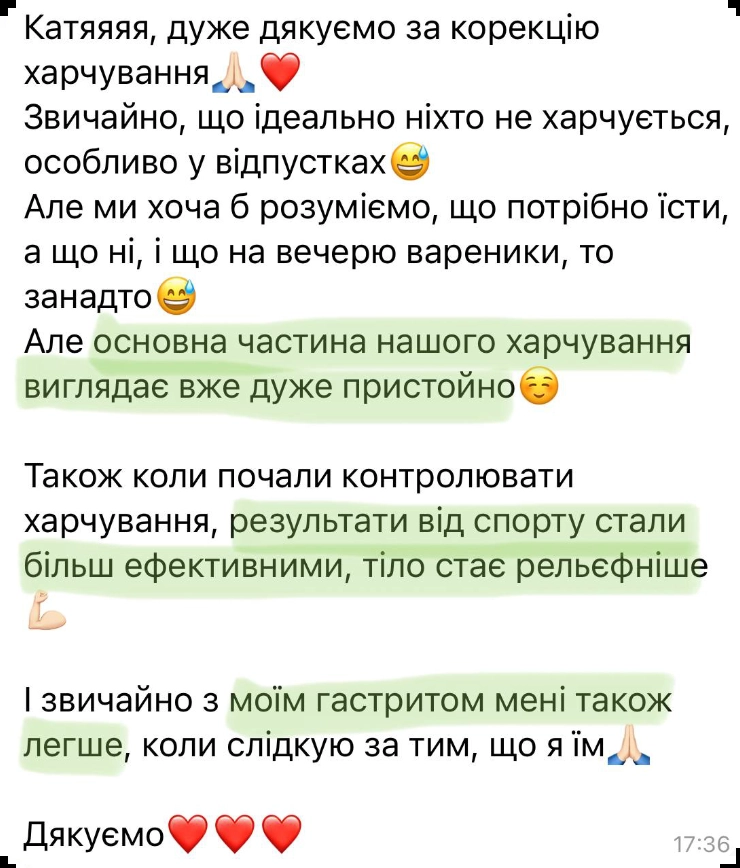 Катяяяя, дуже дякуємо за корекцію
харчування🙏🏻❤️
Звичайно, що ідеально ніхто не харчується,
особливо у відпустках😅
Але ми хоча б розуміємо, що потрібно їсти,
а що ні, і що на вечерю вареники, то
занадто😅
Але основна частина нашого харчування
виглядає вже дуже пристойно☺️
Також коли почали контролювати
харчування, результати від спорту стали
більш ефективними, тіло стає рельєфніше
💪🏻
І звичайно з моїм гастритом мені також
легше, коли слідкую за тим, що я їм🙏🏻
Дякуємо❤️❤️❤️
17:36